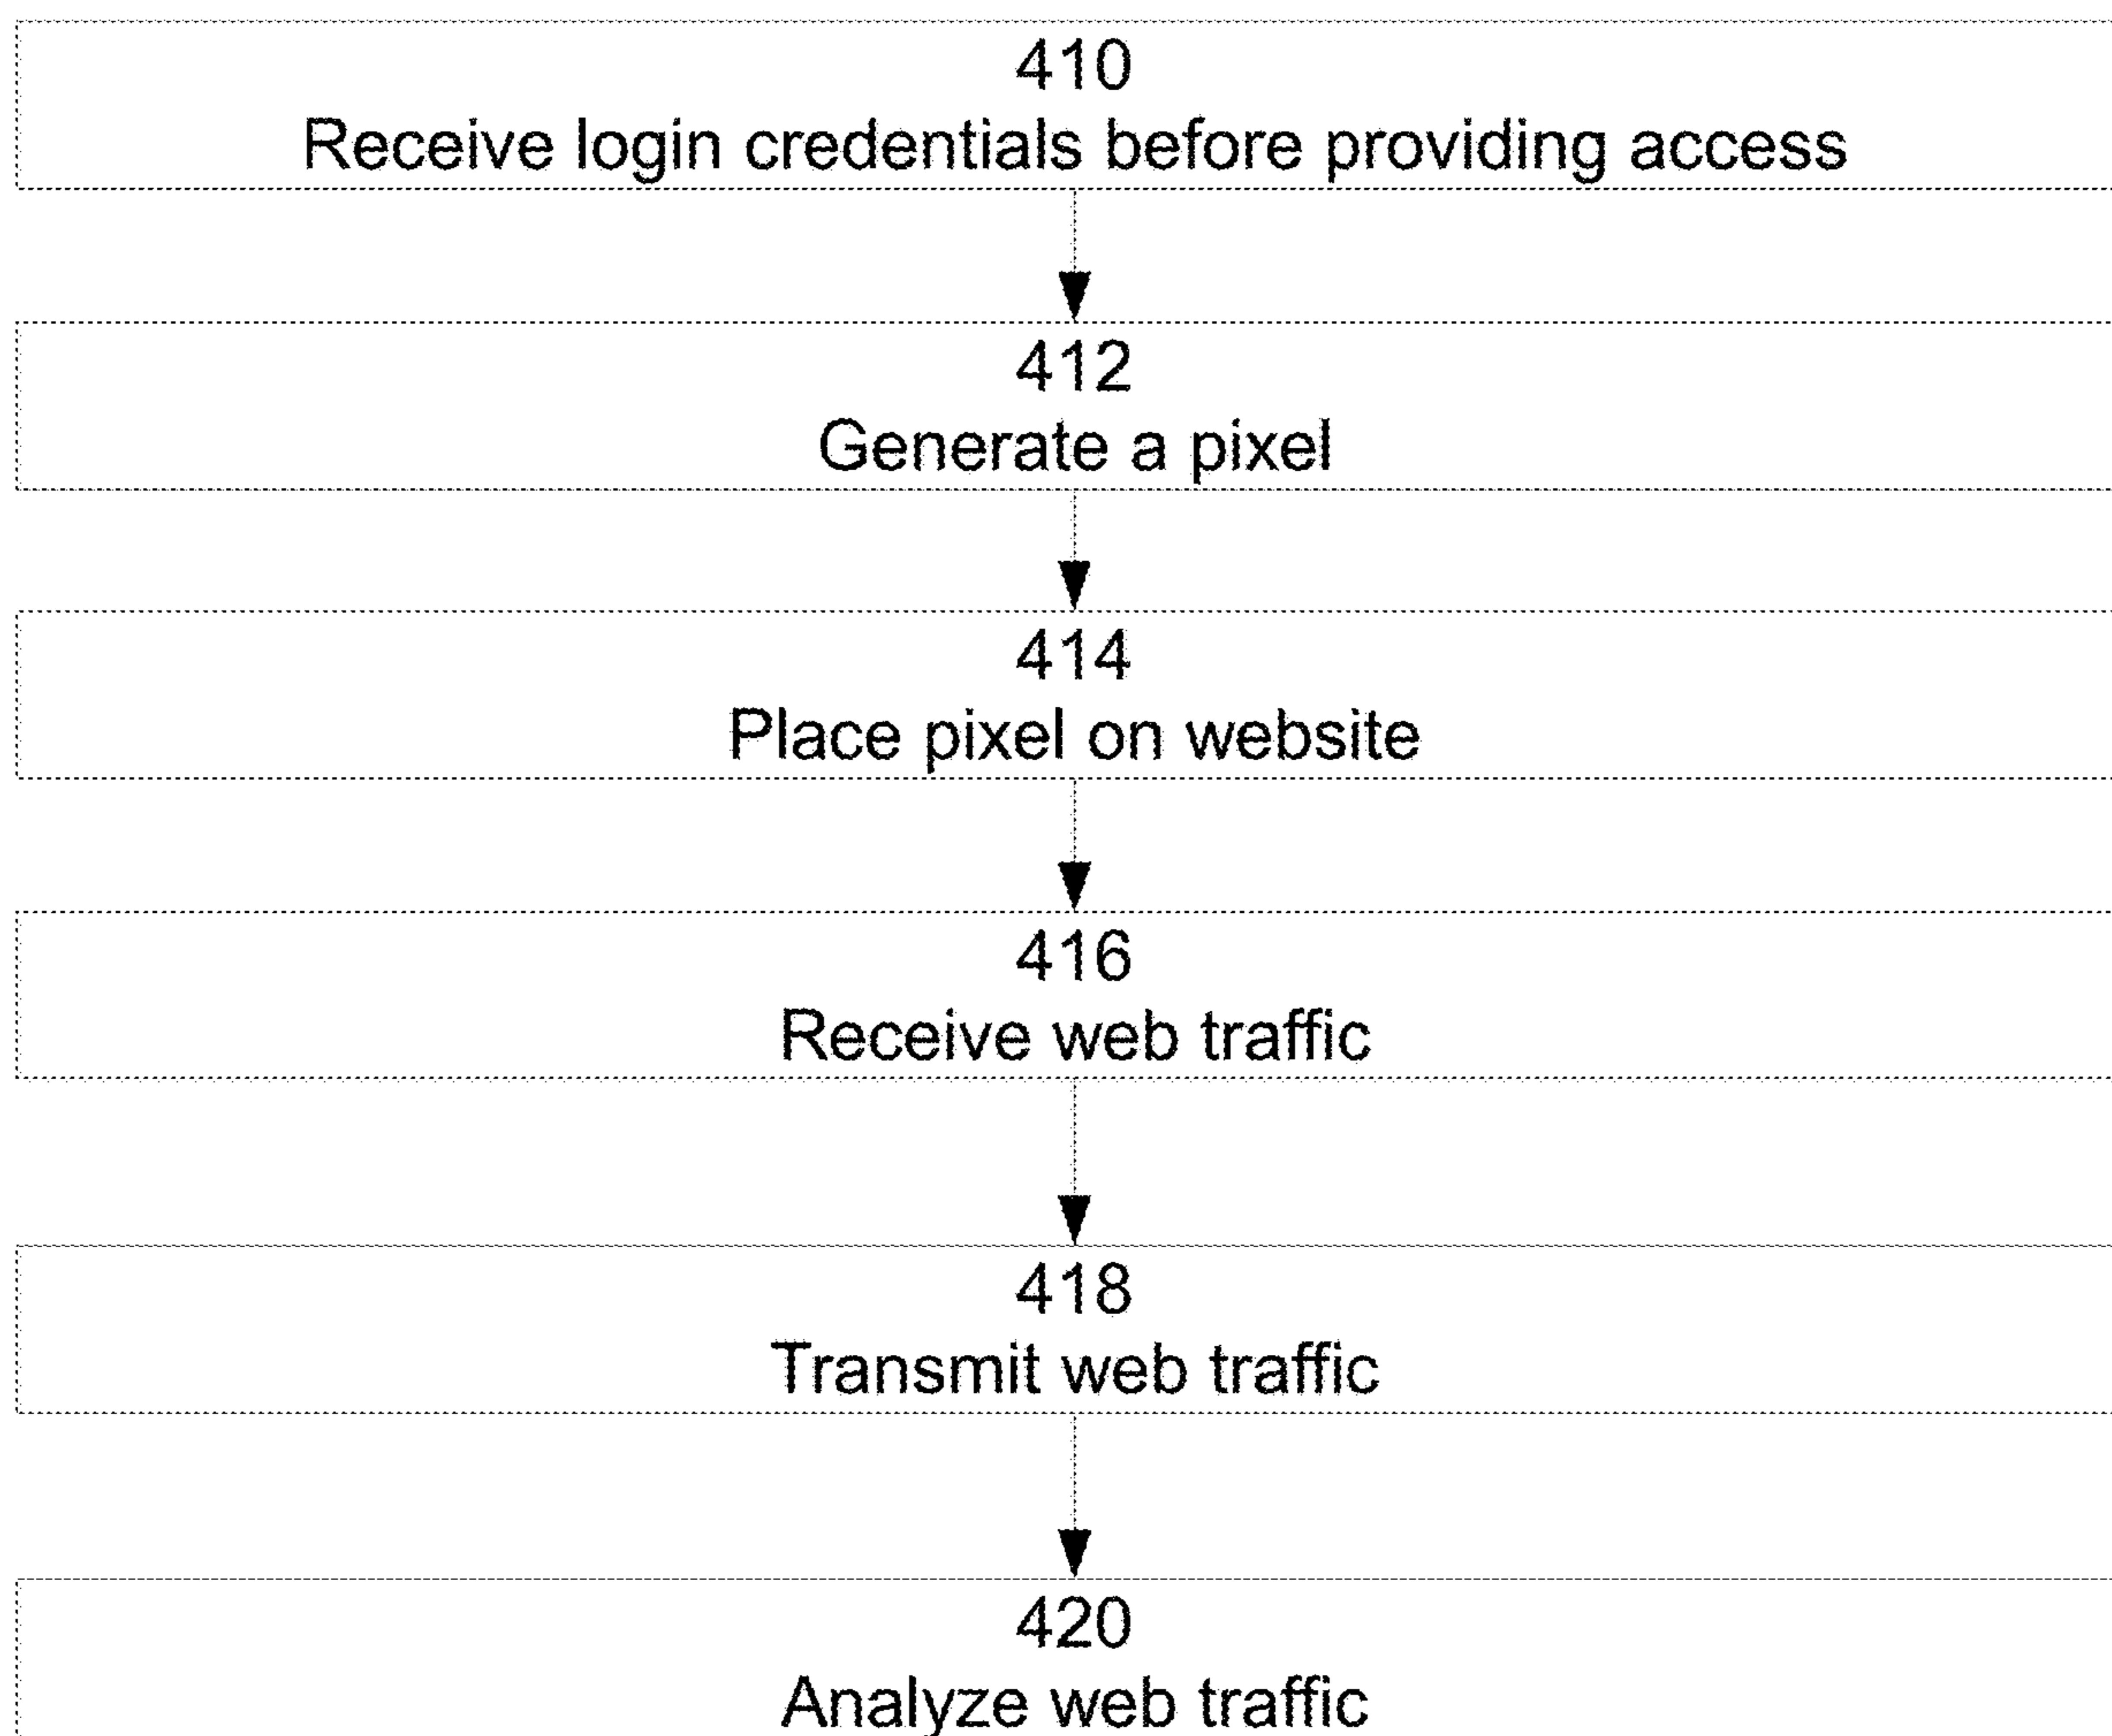 410
Receive login credentials before providing access
412
Generate a pixel
414
Place pixel on website
416
Receive web traffic
418
Transmit web traffic
420
Analyze web traffic